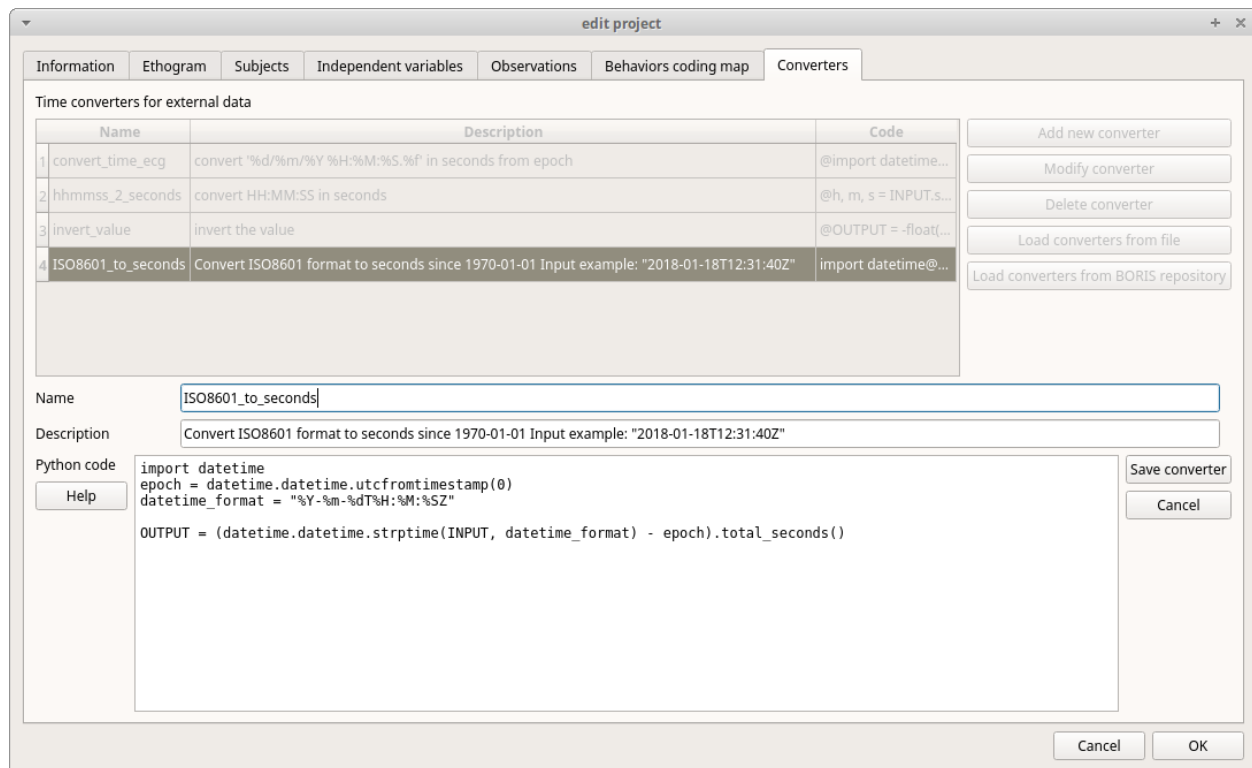 edit project
Information Ethogram Subjects Independent variables Observations Behaviors coding map Converters
Time converters for external data
Name Description Code
1 convert_time_ecg convert '%d/%m/%Y %H:%M:%S.%f' in seconds from epoch @import datetime...
2 hhmmss_2_seconds convert HH:MM:SS in seconds @h, m, s = INPUT.s...
3 invert_value invert the value @OUTPUT = -float(...
4 ISO8601_to_seconds Convert ISO8601 format to seconds since 1970-01-01 Input example: "2018-01-18T12:31:40Z" import datetime@...
Add new converter
Modify converter
Delete converter
Load converters from file
Load converters from BORIS repository
Name ISO8601_to_seconds
Description Convert ISO8601 format to seconds since 1970-01-01 Input example: "2018-01-18T12:31:40Z"
Python code
Help
import datetime
epoch = datetime.datetime.utcfromtimestamp(0)
datetime_format = "%Y-%m-%dT%H:%M:%SZ"
OUTPUT = (datetime.datetime.strptime(INPUT, datetime_format) - epoch).total_seconds()
Save converter
Cancel
Cancel OK